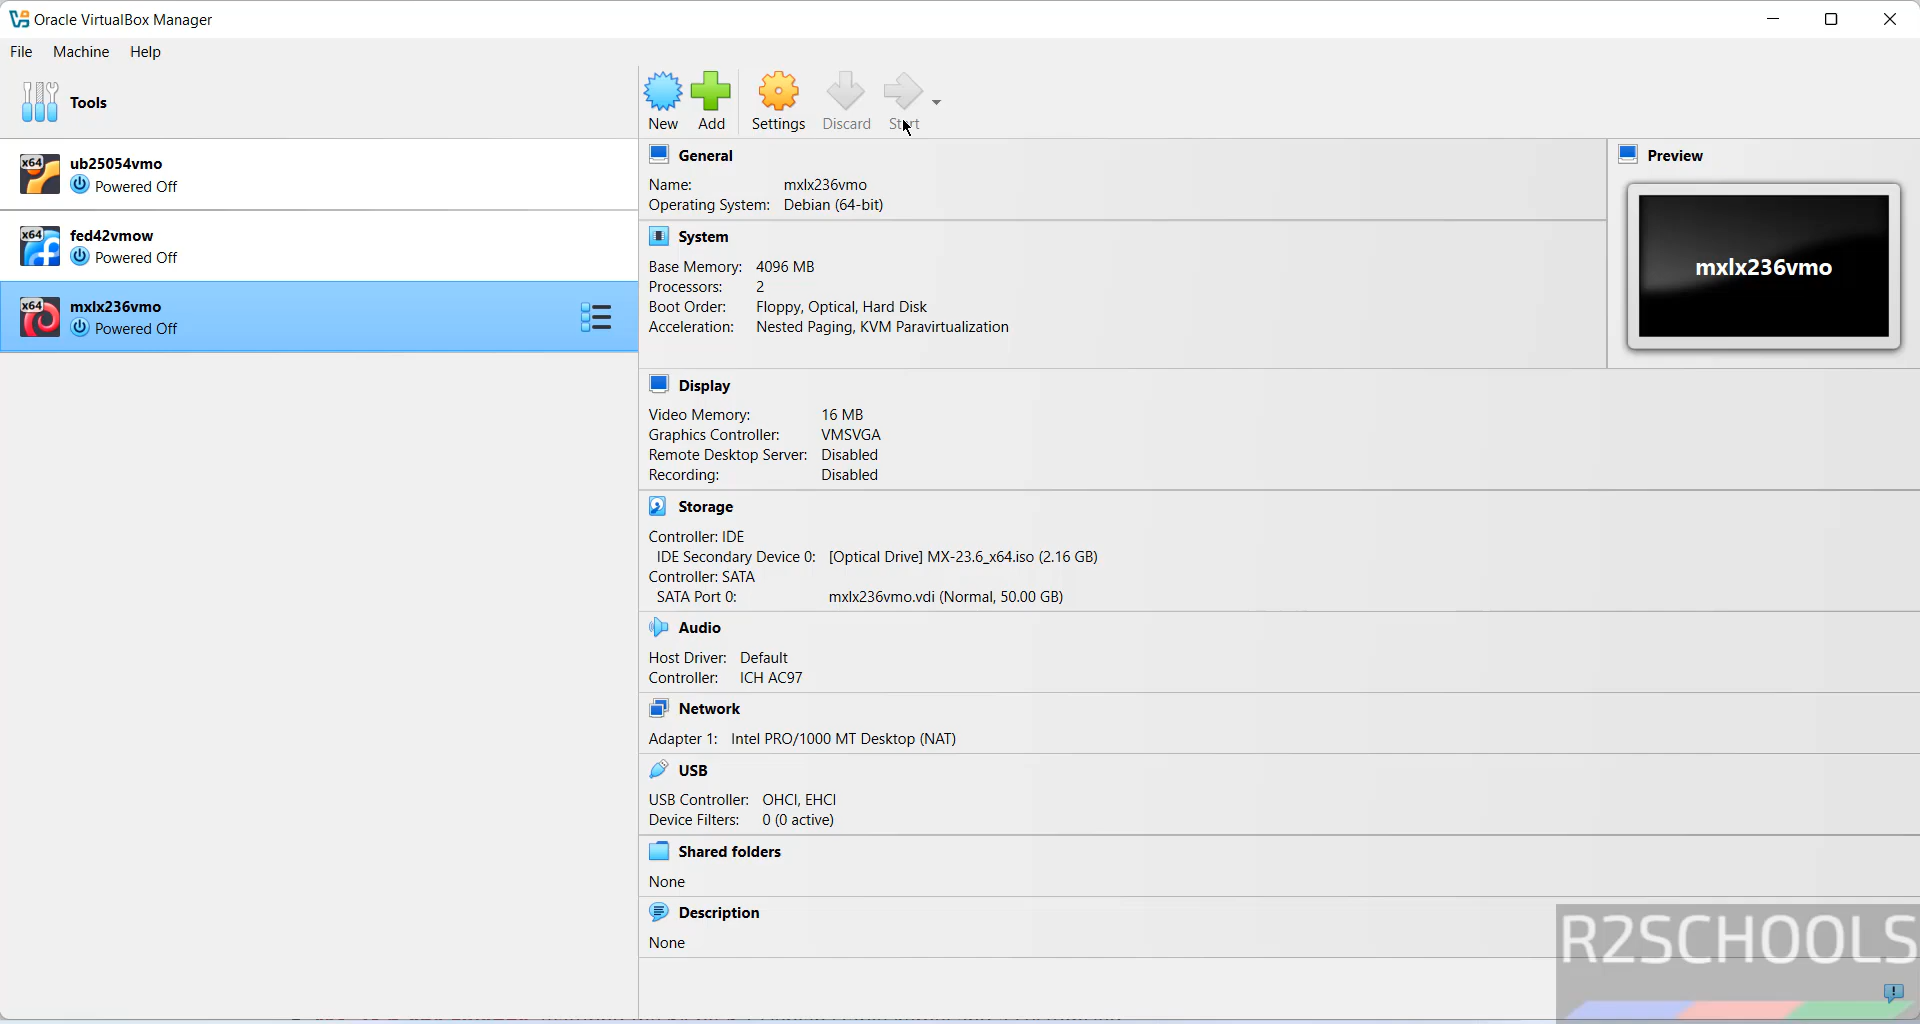 Oracle VirtualBox Manager
File Machine Help
Tools
New Add Settings Discard Start
x64 ub25054vmo
Powered Off
x64 fed42vmow
Powered Off
x64 mxlx236vmo
Powered Off
General
Name: mxlx236vmo
Operating System: Debian (64-bit)
Preview
mxlx236vmo
System
Base Memory: 4096 MB
Processors: 2
Boot Order: Floppy, Optical, Hard Disk
Acceleration: Nested Paging, KVM Paravirtualization
Display
Video Memory: 16 MB
Graphics Controller: VMSVGA
Remote Desktop Server: Disabled
Recording: Disabled
Storage
Controller: IDE
IDE Secondary Device 0: [Optical Drive] MX-23.6_x64.iso (2.16 GB)
Controller: SATA
SATA Port 0: mxlx236vmo.vdi (Normal, 50.00 GB)
Audio
Host Driver: Default
Controller: ICH AC97
Network
Adapter 1: Intel PRO/1000 MT Desktop (NAT)
USB
USB Controller: OHCI, EHCI
Device Filters: 0 (0 active)
Shared folders
None
Description
None
R2SCHOOLS